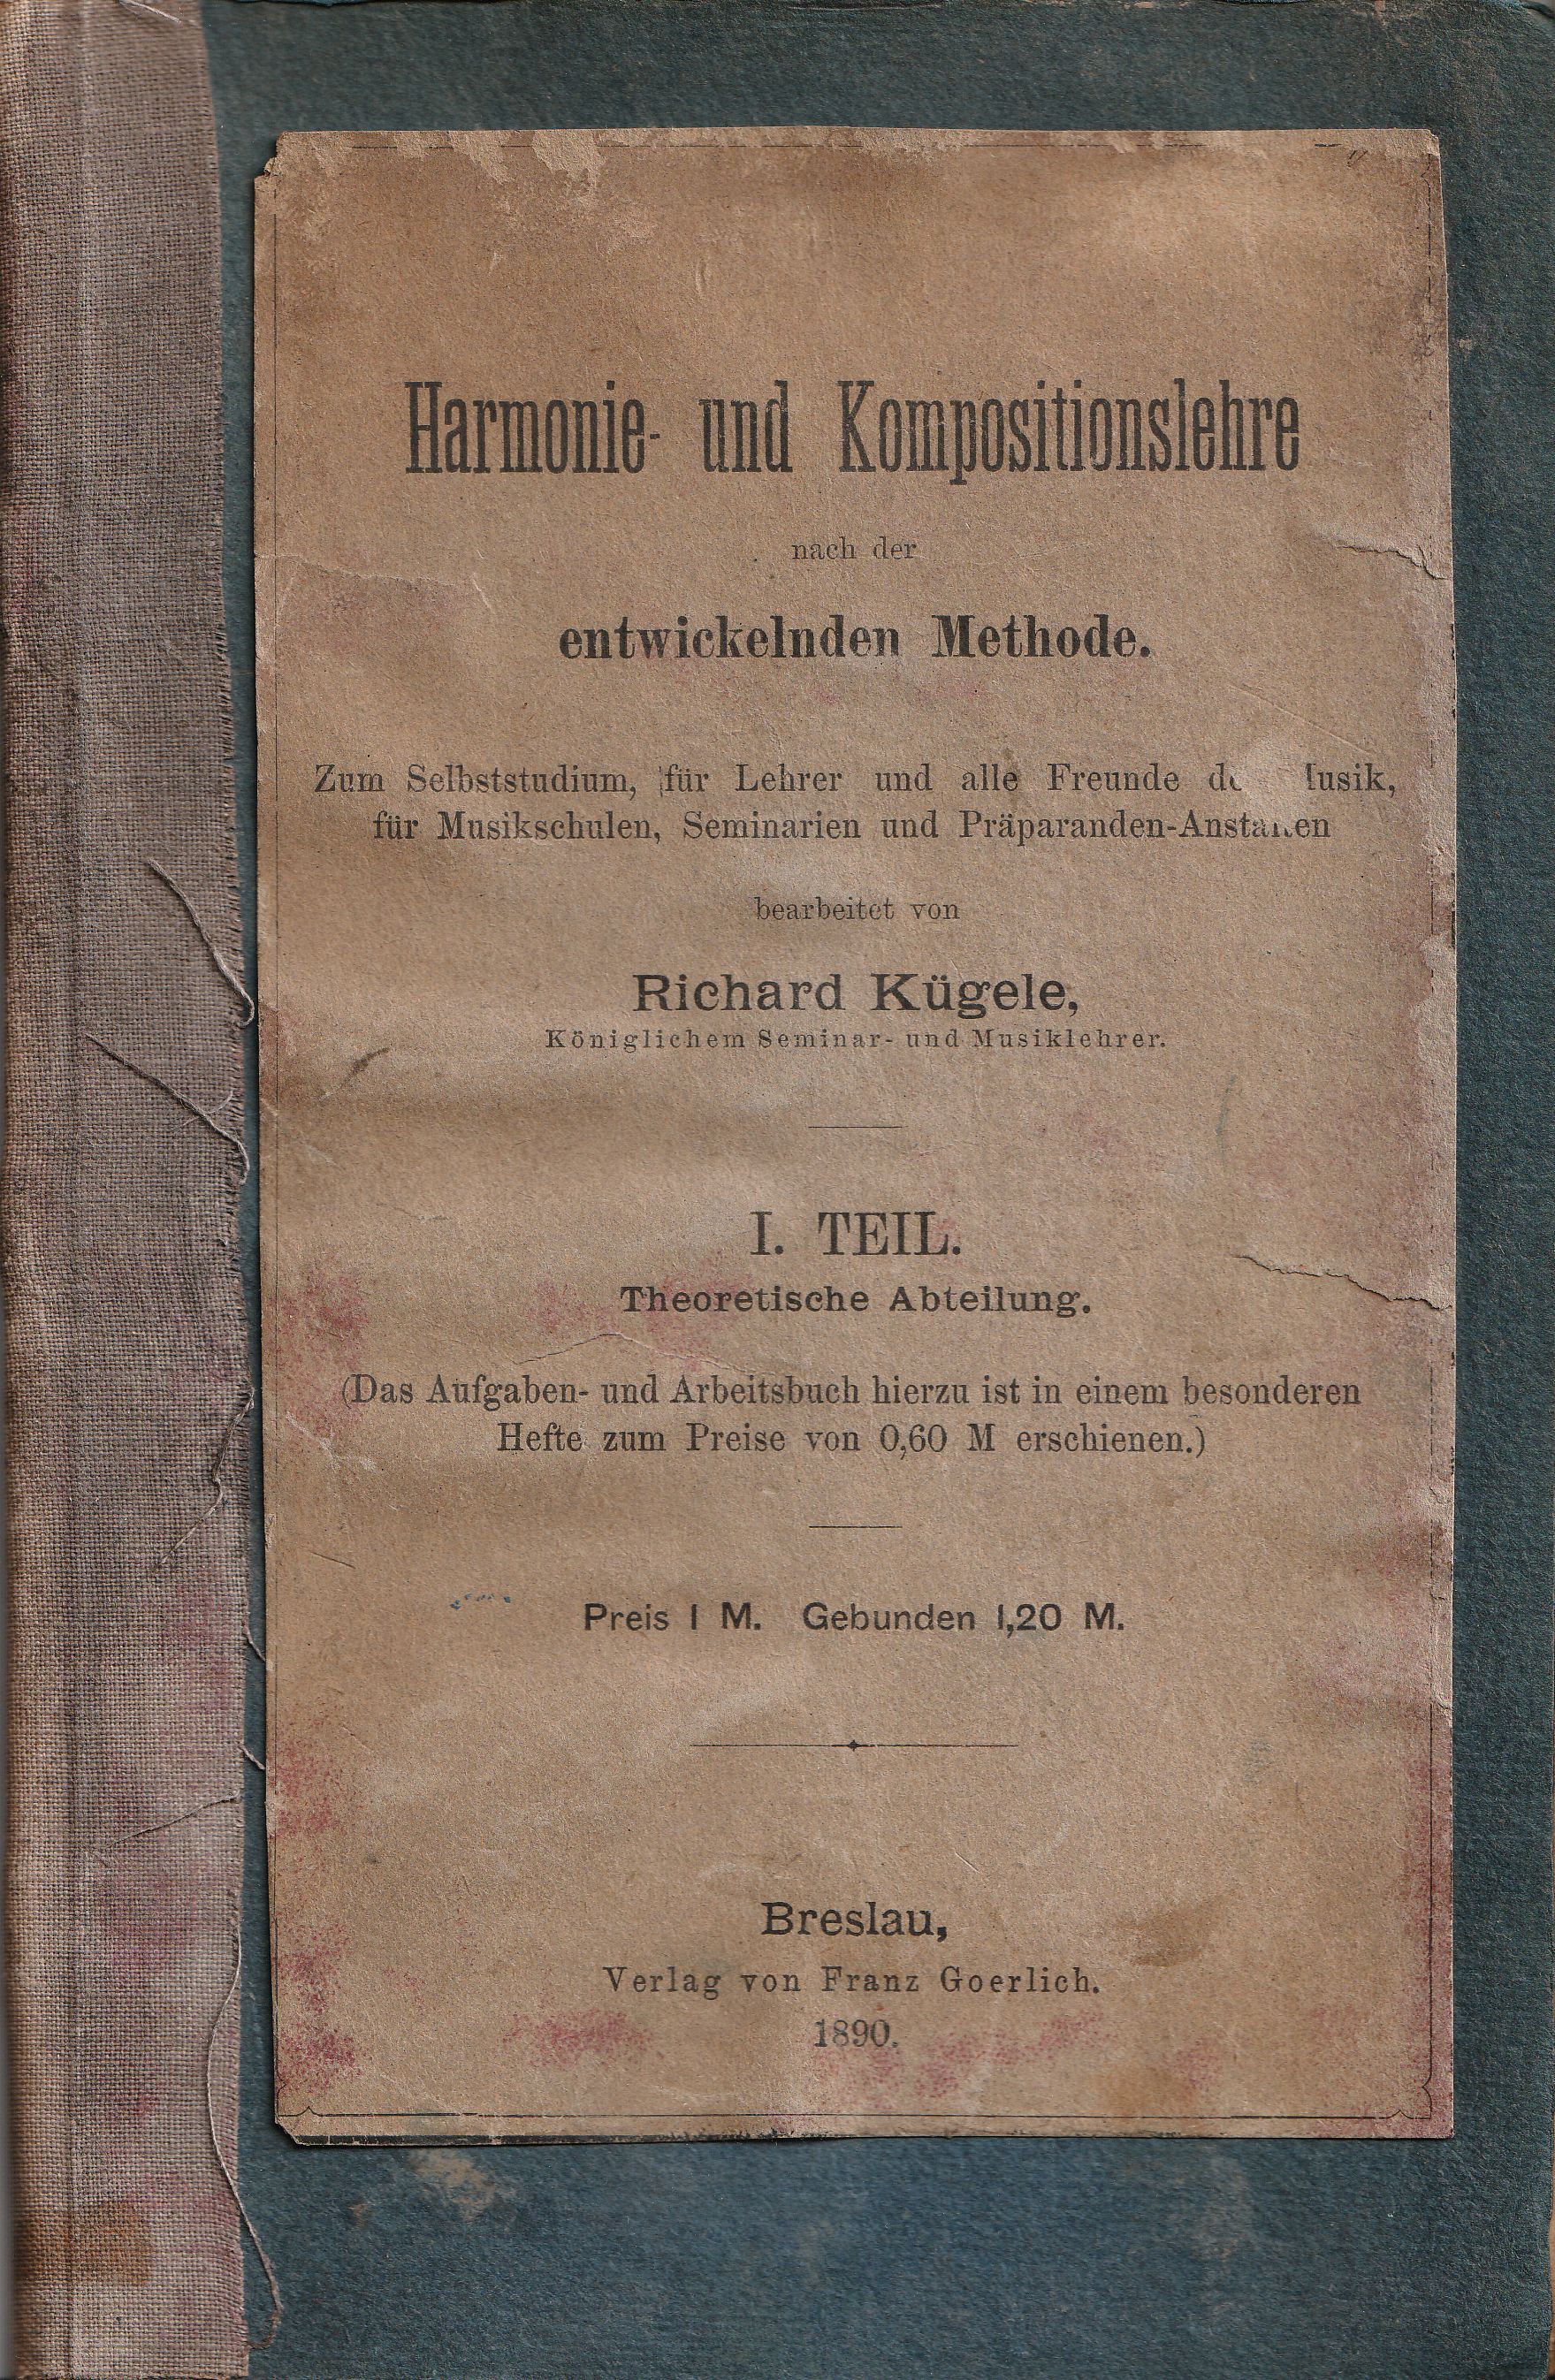 Harmonie- und Kompositionslehre
nach der
entwickelnden Methode.
Zum Selbststudium, für Lehrer und alle Freunde
für Musikschulen, Seminarien und Präparanden-Anstalten
bearbeitet von
Richard Kügele,
Königlichem Seminar- und Musiklehrer.
I. TEIL.
Theoretische Abteilung.
(Das Aufgaben- und Arbeitsbuch hierzu ist in einem besonderen
Hefte zum Preise von 0,60 M erschienen.)
Preis 1 M. Gebunden 1,20 M.
Breslau,
Verlag von Franz Goerlich.
1890.